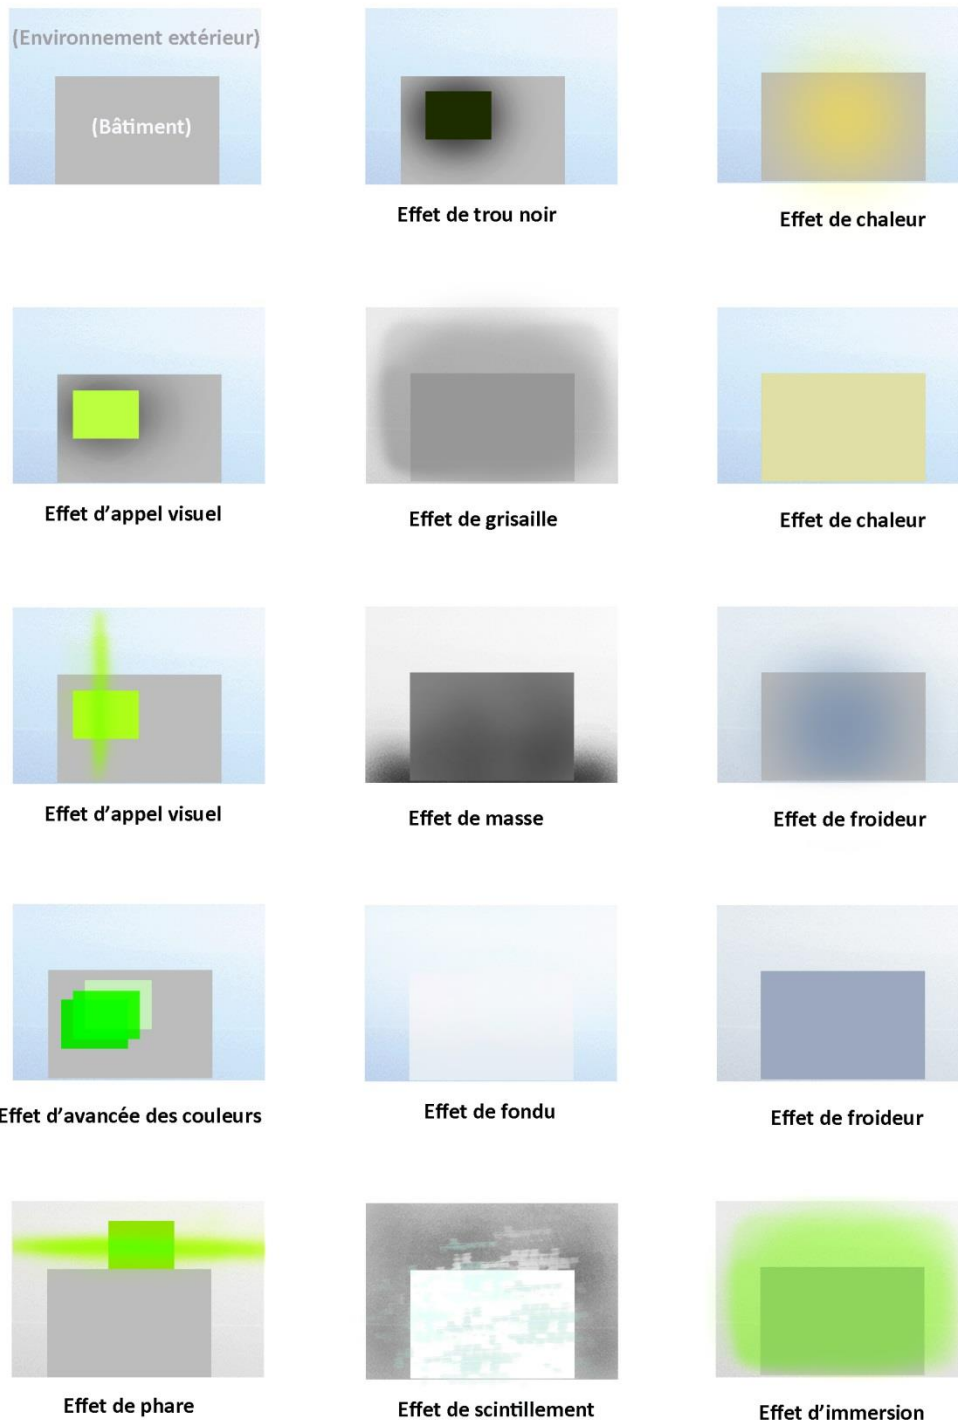 (Environnement extérieur)
(Bâtiment)
Effet de trou noir
Effet de chaleur
Effet d'appel visuel
Effet de grisaille
Effet de chaleur
Effet d'appel visuel
Effet de masse
Effet de froideur
Effet d'avancée des couleurs
Effet de fondu
Effet de froideur
Effet de phare
Effet de scintillement
Effet d'immersion